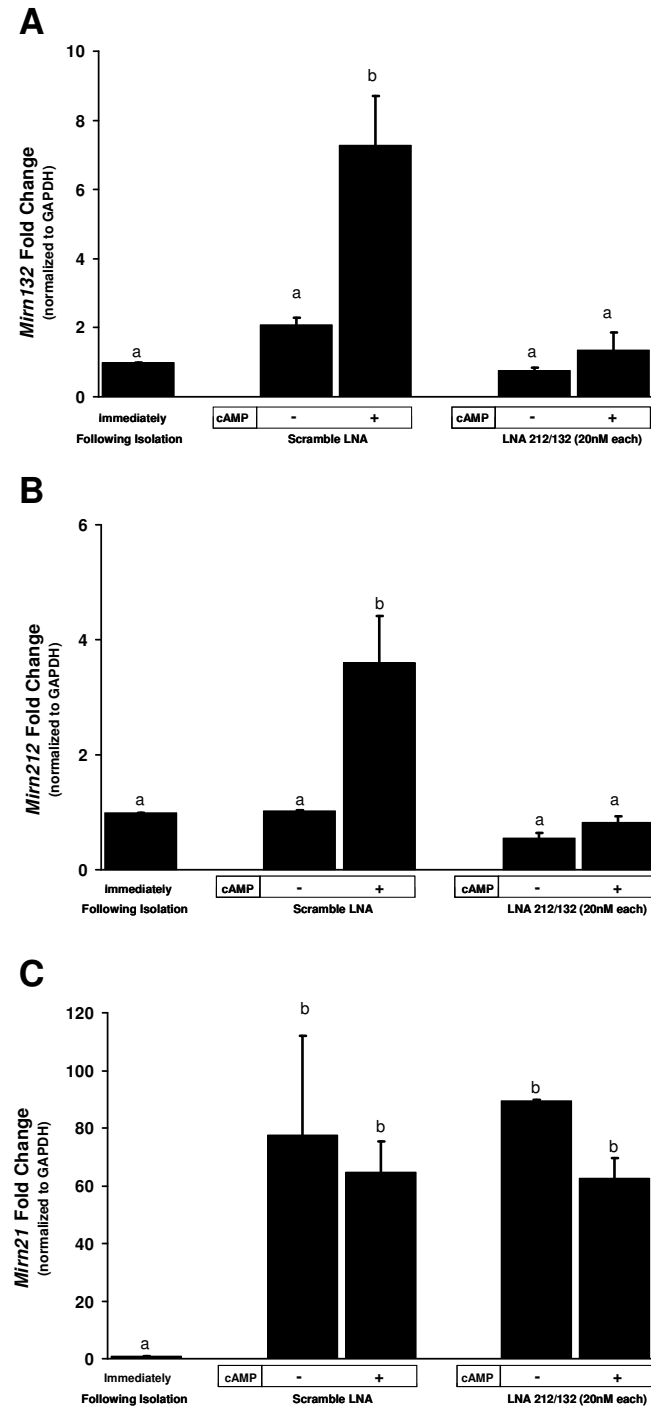 A
10
8
6
4
2
0
Mirn132 Fold Change
(normalized to GAPDH)
a
a
b
a
a
Immediately
Following Isolation
cAMP - +
Scramble LNA
cAMP - +
LNA 212/132 (20nM each)
B
6
4
2
0
Mirn212 Fold Change
(normalized to GAPDH)
a
a
b
a
a
Immediately
Following Isolation
cAMP - +
Scramble LNA
cAMP - +
LNA 212/132 (20nM each)
C
120
100
80
60
40
20
0
Mirn21 Fold Change
(normalized to GAPDH)
a
b
b
b
b
Immediately
Following Isolation
cAMP - +
Scramble LNA
cAMP - +
LNA 212/132 (20nM each)